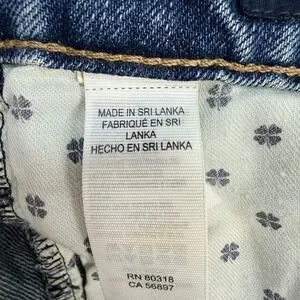 MADE IN SRI LANKA
FABRIQUÉ EN SRI
LANKA
HECHO EN SRI LANKA
RN 80318
CA 56897